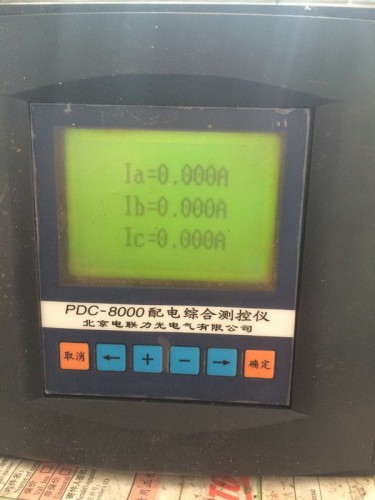 Ia=0.000A
Ib=0.000A
Ic=0.000A
PDC-8000配电综合测控仪
北京电联力光电气有限公司
取消 ← + − → 确定